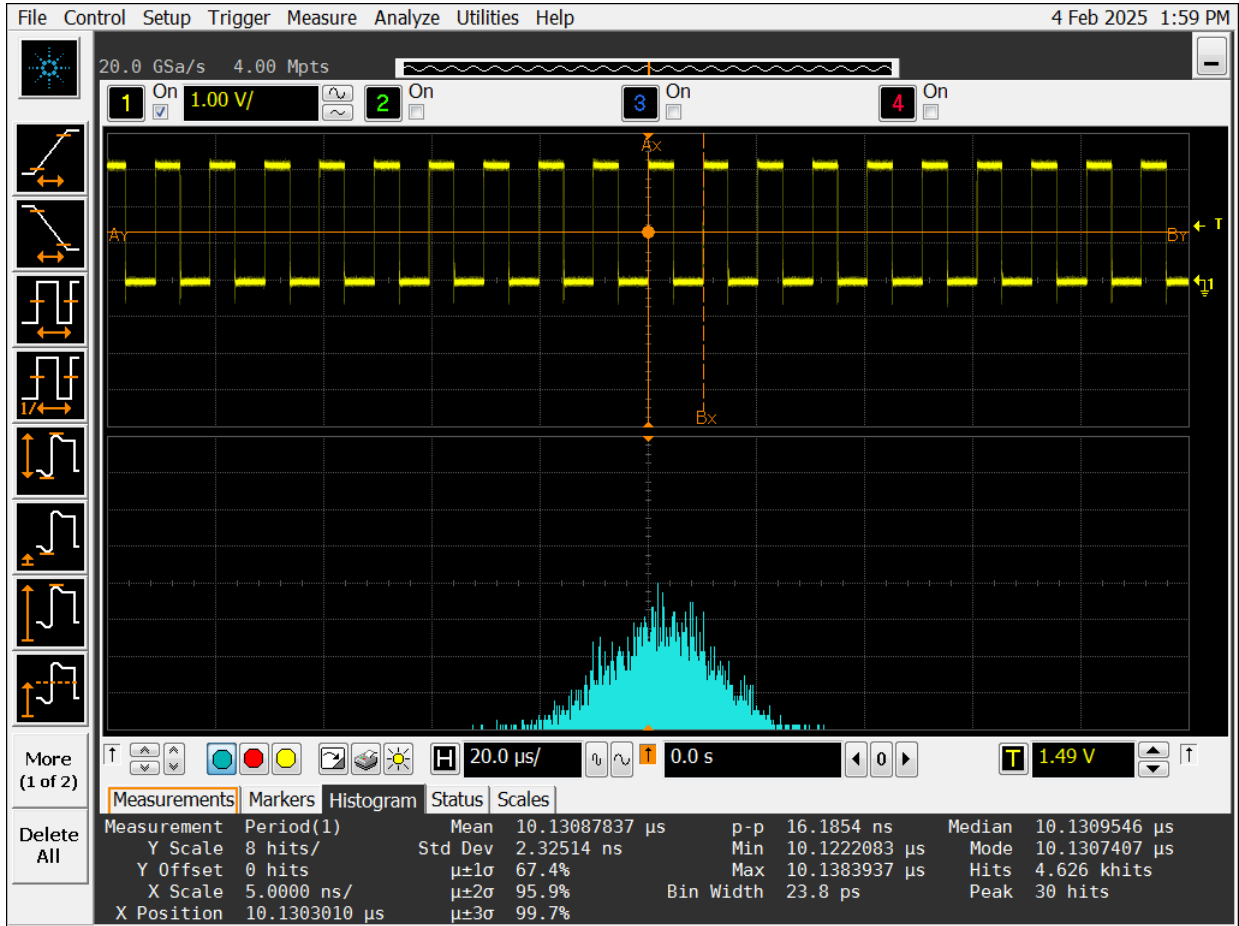 File Control Setup Trigger Measure Analyze Utilities Help 4 Feb 2025 1:59 PM
20.0 GSa/s 4.00 Mpts
1 On 1.00 V/ 2 On 3 On 4 On
Ax
Ay By T
1
Bx
1/
More
(1 of 2)
Delete
All
H 20.0 µs/ 0.0 s 0 T 1.49 V
Measurements Markers Histogram Status Scales
Measurement Period(1) Mean 10.13087837 µs p-p 16.1854 ns Median 10.1309546 µs
Y Scale 8 hits/ Std Dev 2.32514 ns Min 10.1222083 µs Mode 10.1307407 µs
Y Offset 0 hits µ±1σ 67.4% Max 10.1383937 µs Hits 4.626 khits
X Scale 5.0000 ns/ µ±2σ 95.9% Bin Width 23.8 ps Peak 30 hits
X Position 10.1303010 µs µ±3σ 99.7%